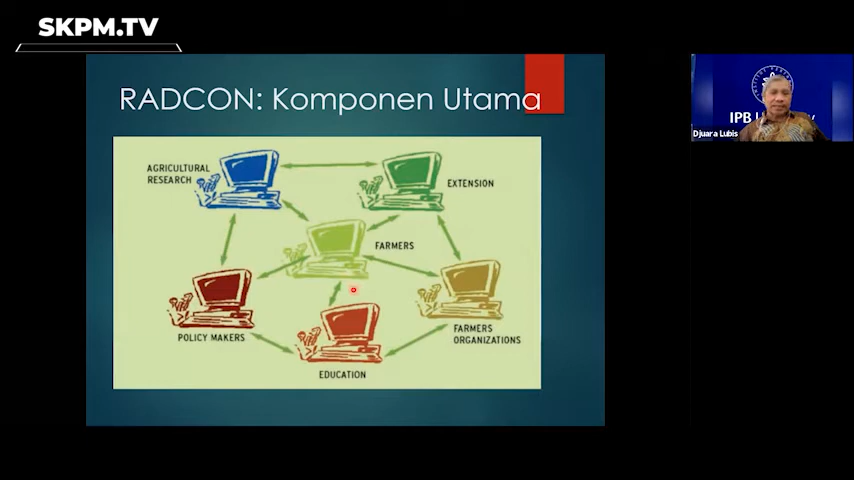 SKPM.TV
RADCON: Komponen Utama
AGRICULTURAL
RESEARCH
EXTENSION
FARMERS
POLICY MAKERS
FARMERS
ORGANIZATIONS
EDUCATION
IPB
Djuara Lubis